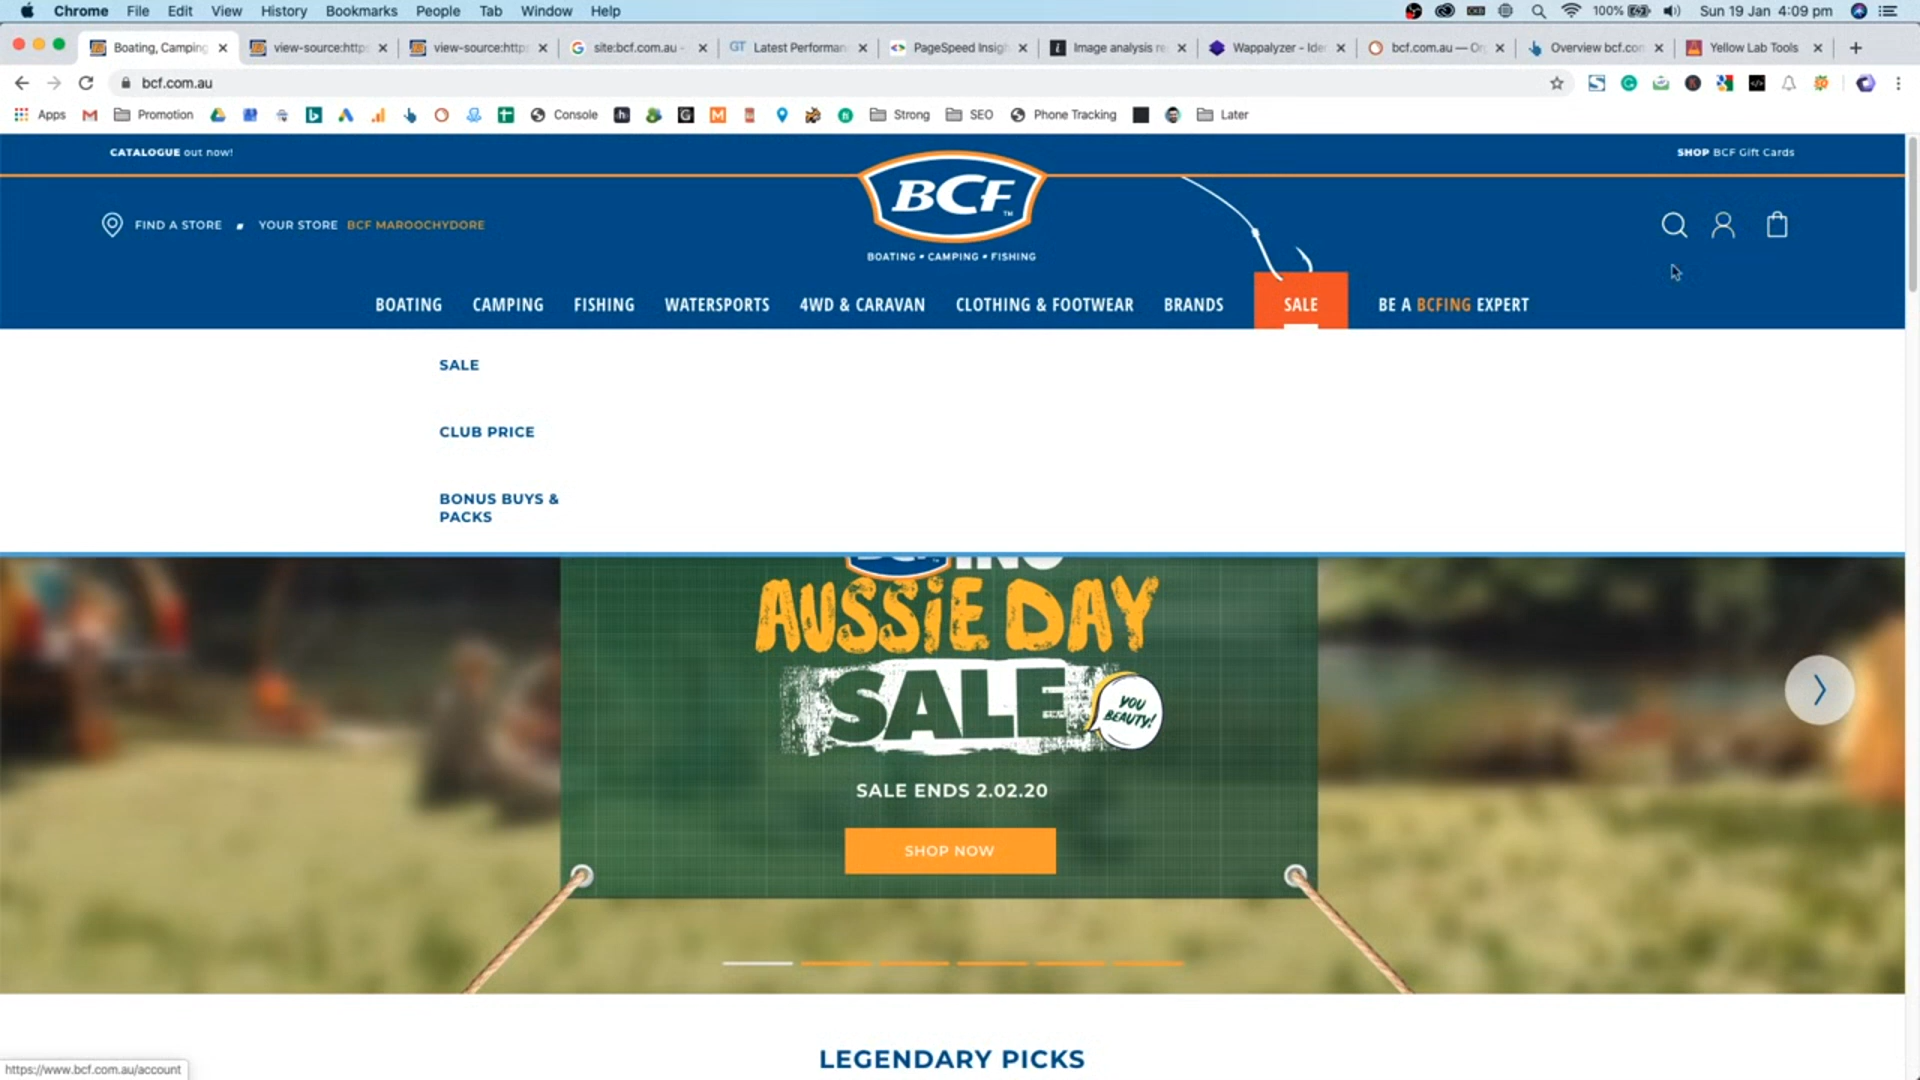 Chrome File Edit View History Bookmarks People Tab Window Help 100% Sun 19 Jan 4:09 pm
Boating, Camping view-source:http: view-source:http: site:bcf.com.au - Latest Performan PageSpeed Insigh Image analysis re Wappalyzer - Ide bcf.com.au — Or Overview bcf.con Yellow Lab Tools
bcf.com.au
Apps Promotion Console Strong SEO Phone Tracking Later
CATALOGUE out now!
SHOP BCF Gift Cards
BCF TM
FIND A STORE YOUR STORE BCF MAROOCHYDORE
BOATING • CAMPING • FISHING
BOATING CAMPING FISHING WATERSPORTS 4WD & CARAVAN CLOTHING & FOOTWEAR BRANDS SALE BE A BCFING EXPERT
SALE
CLUB PRICE
BONUS BUYS &
PACKS
AUSSiE DAY
SALE
YOU
BEAUTY!
SALE ENDS 2.02.20
SHOP NOW
LEGENDARY PICKS
https://www.bcf.com.au/account